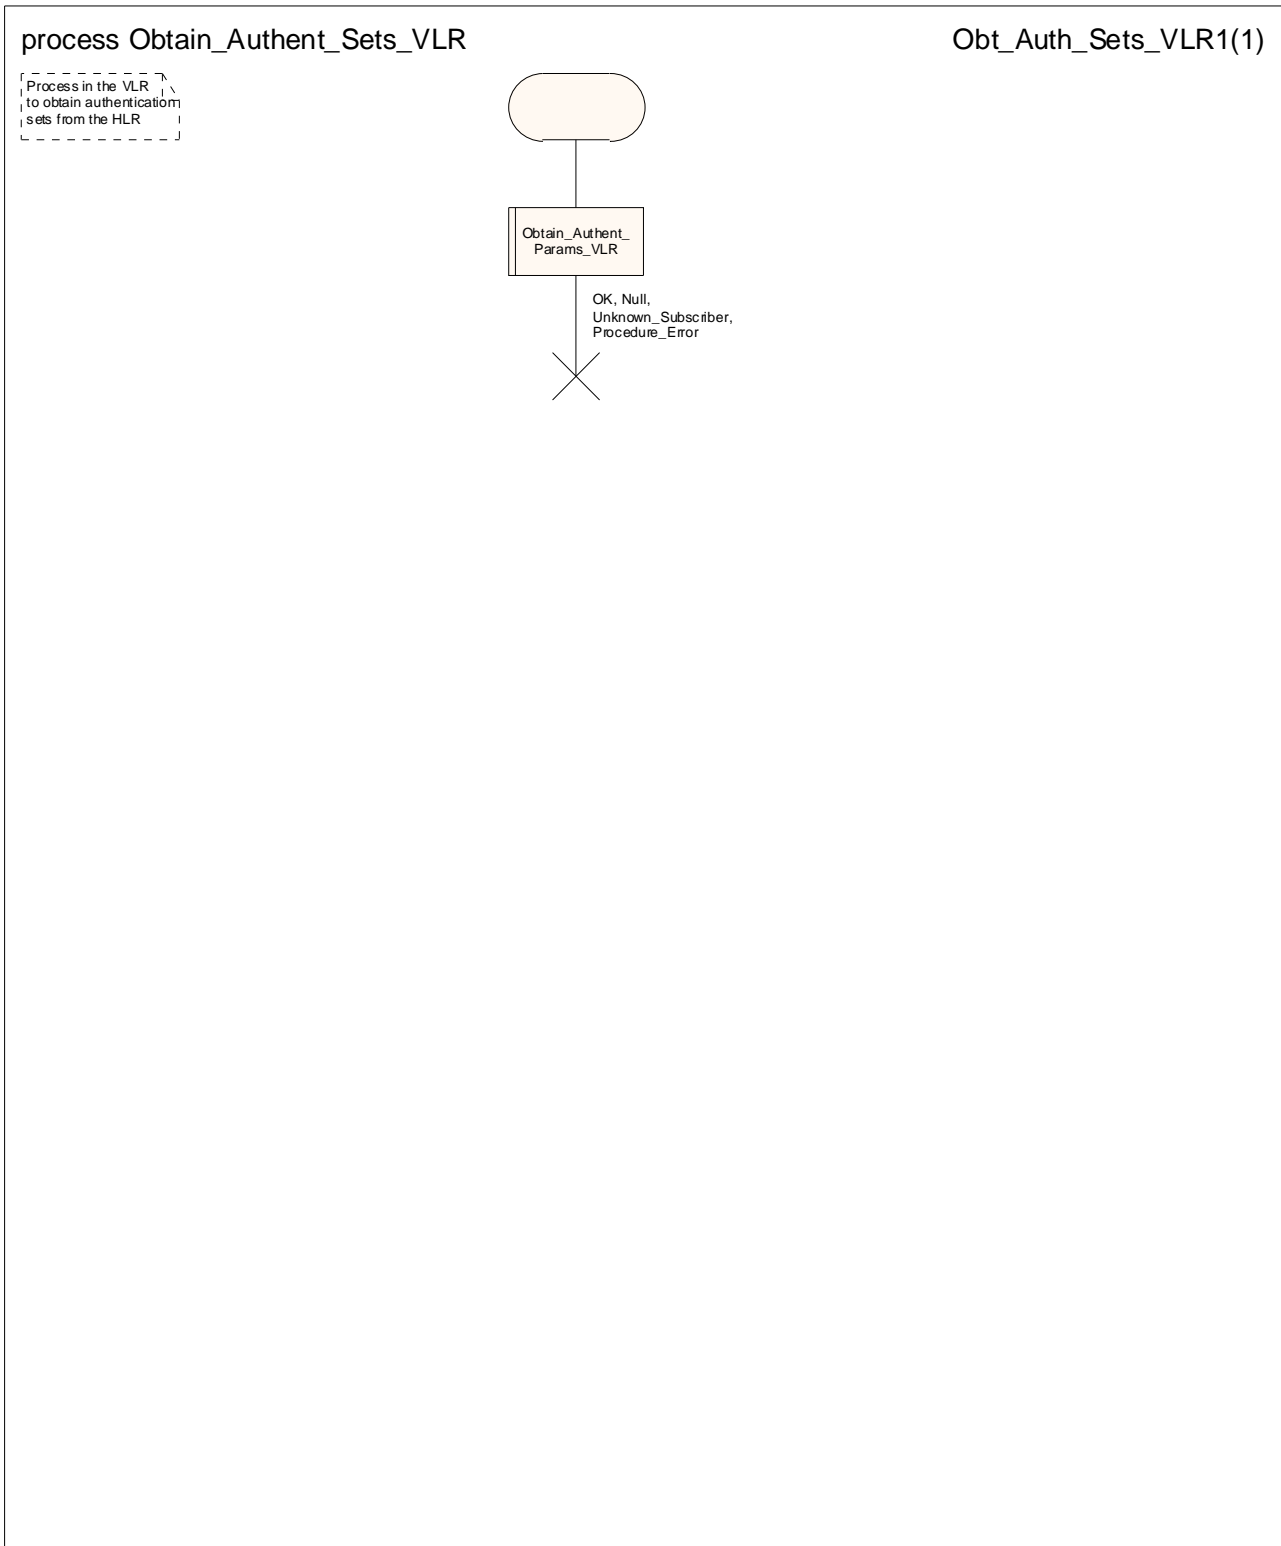 process Obtain_Authent_Sets_VLR
Obt_Auth_Sets_VLR1(1)
Process in the VLR
to obtain authentication
sets from the HLR
Obtain_Authent_
Params_VLR
OK, Null,
Unknown_Subscriber,
Procedure_Error